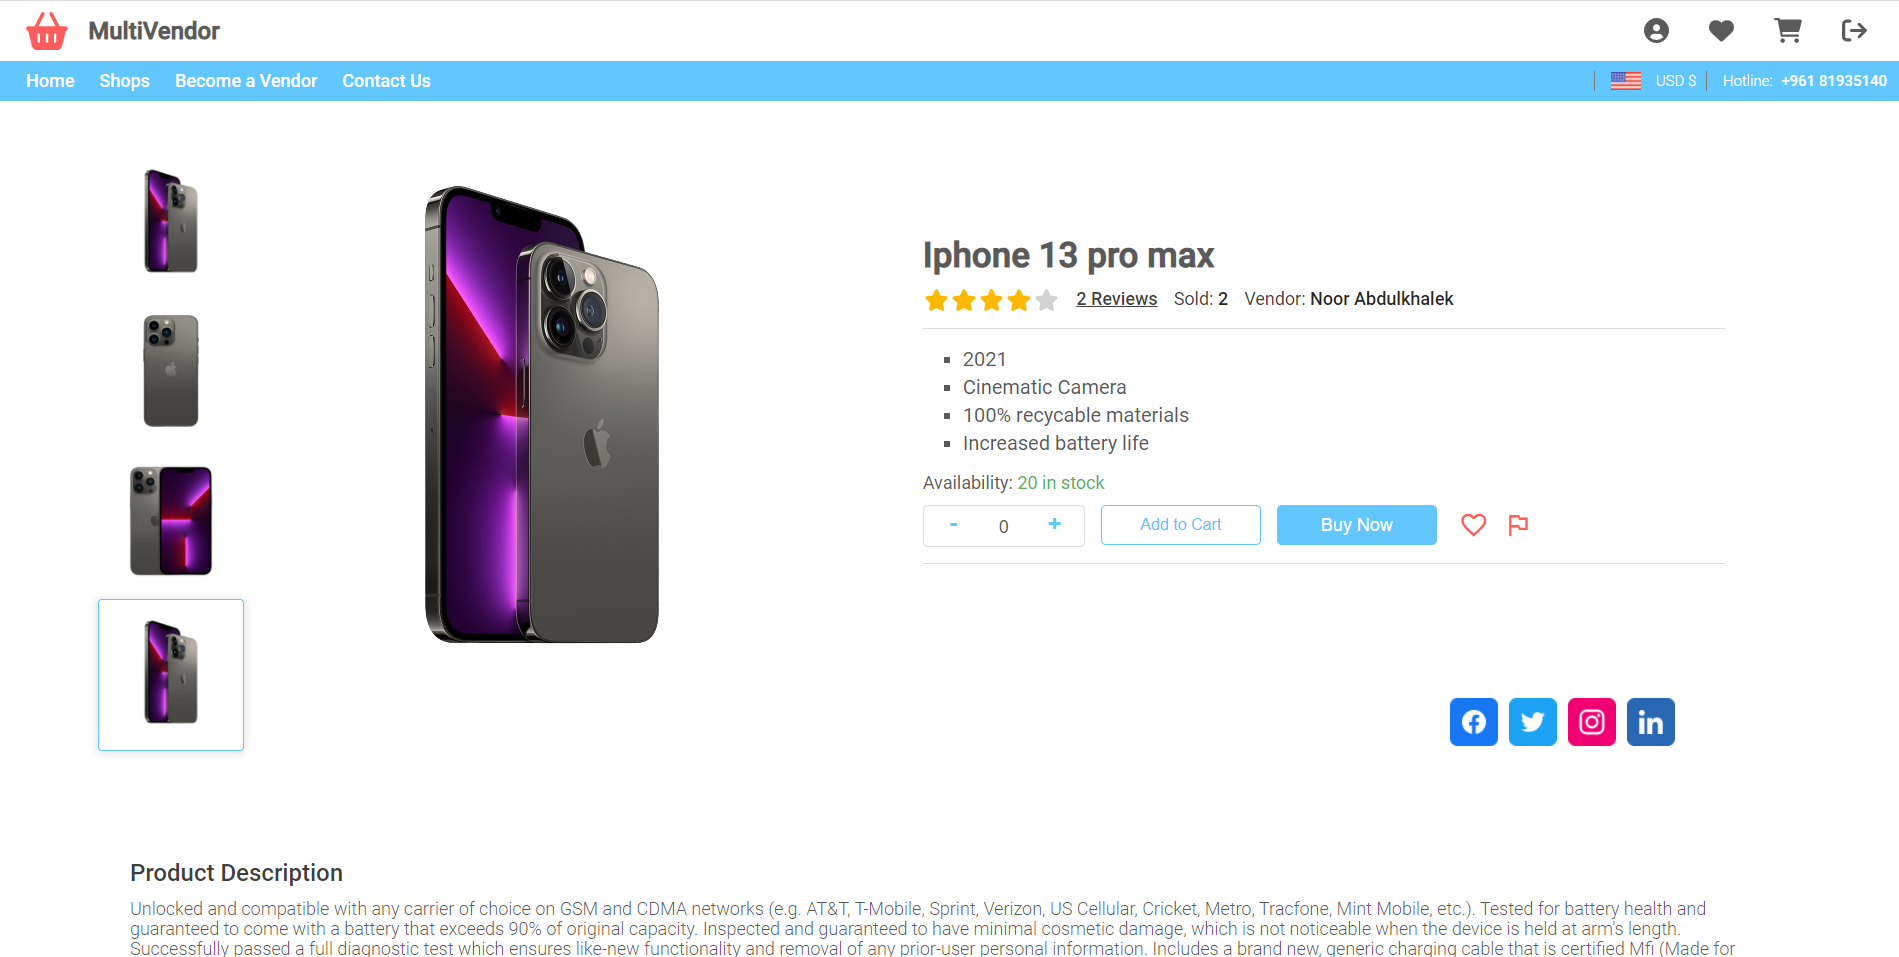 MultiVendor
Home Shops Become a Vendor Contact Us USD $ Hotline: +961 81935140
Iphone 13 pro max
2 Reviews Sold: 2 Vendor: Noor Abdulkhalek
2021
Cinematic Camera
100% recycable materials
Increased battery life
Availability: 20 in stock
- 0 + Add to Cart Buy Now
Product Description
Unlocked and compatible with any carrier of choice on GSM and CDMA networks (e.g. AT&T, T-Mobile, Sprint, Verizon, US Cellular, Cricket, Metro, Tracfone, Mint Mobile, etc.). Tested for battery health and
guaranteed to come with a battery that exceeds 90% of original capacity. Inspected and guaranteed to have minimal cosmetic damage, which is not noticeable when the device is held at arm's length.
Successfully passed a full diagnostic test which ensures like-new functionality and removal of any prior-user personal information. Includes a brand new, generic charging cable that is certified Mfi (Made for